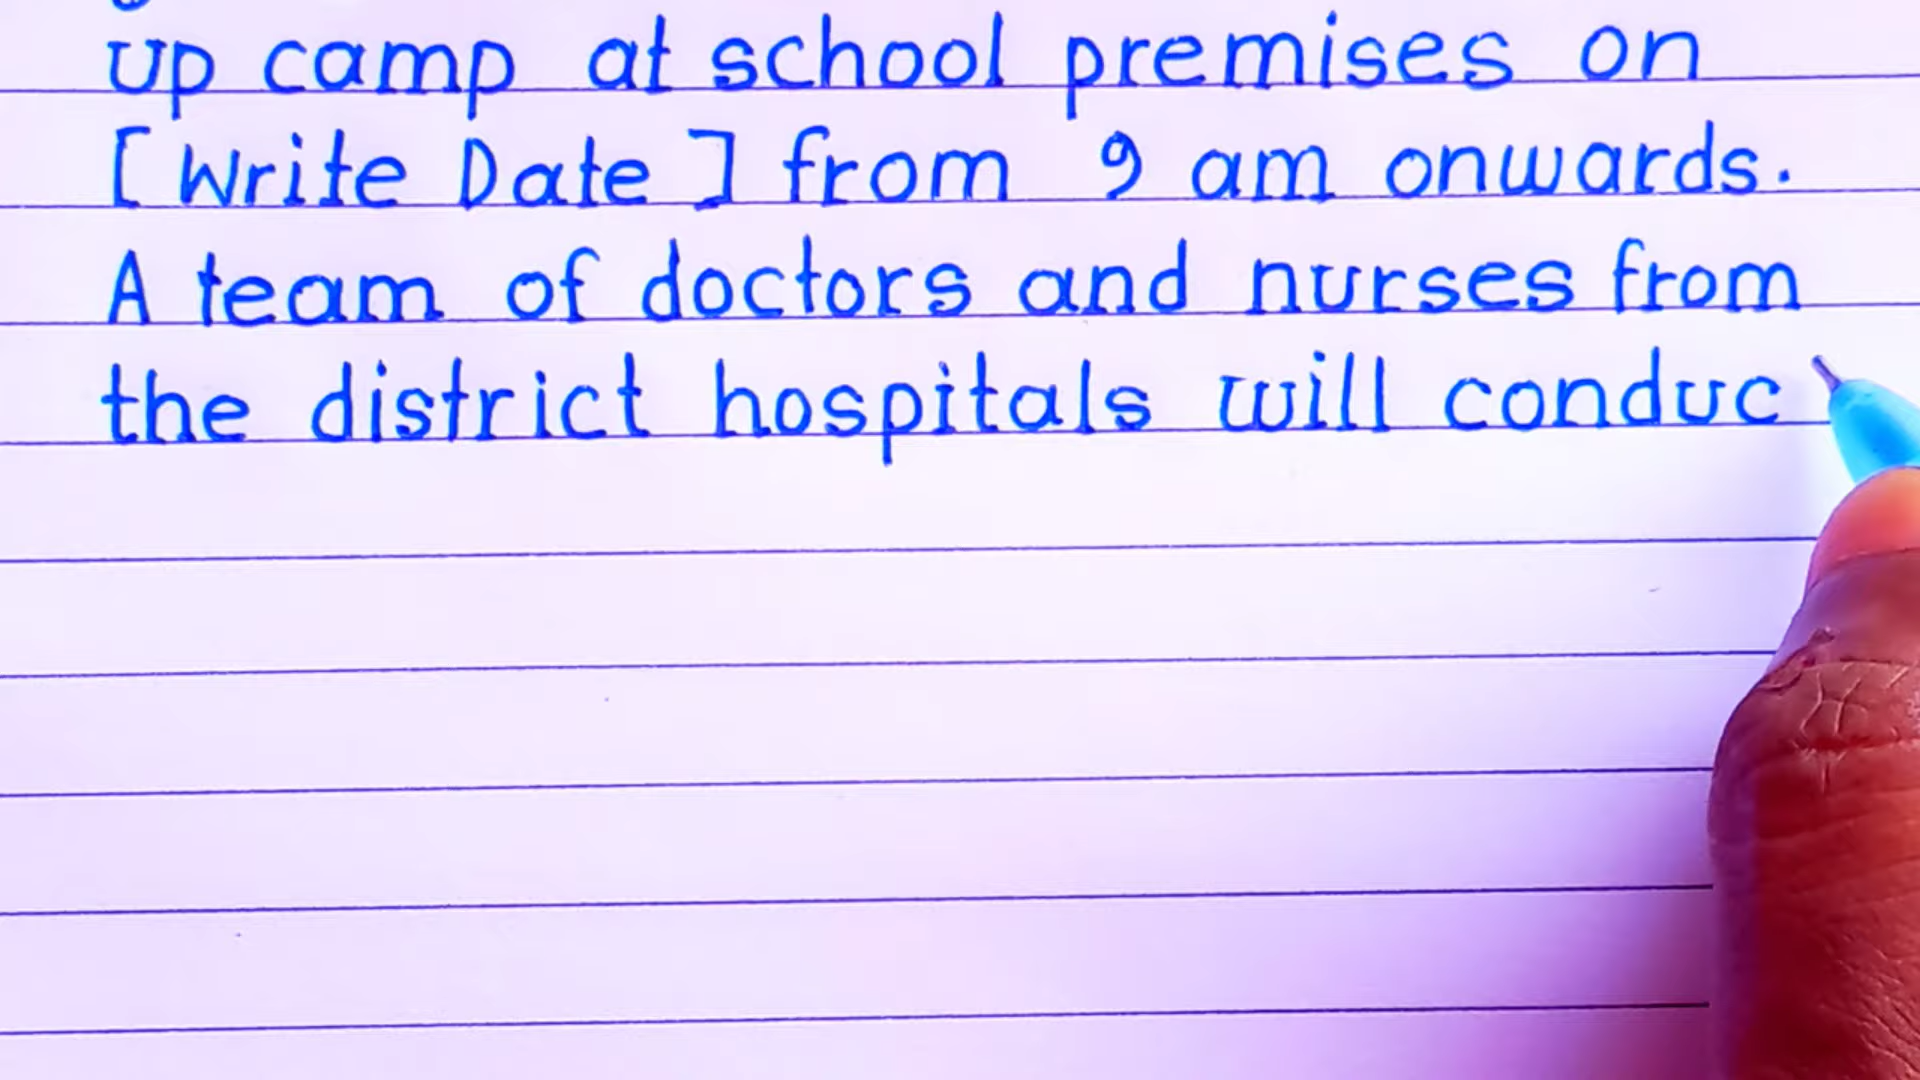 up camp at school premises on
[Write Date] from 9 am onwards.
A team of doctors and nurses from
the district hospitals will conduc